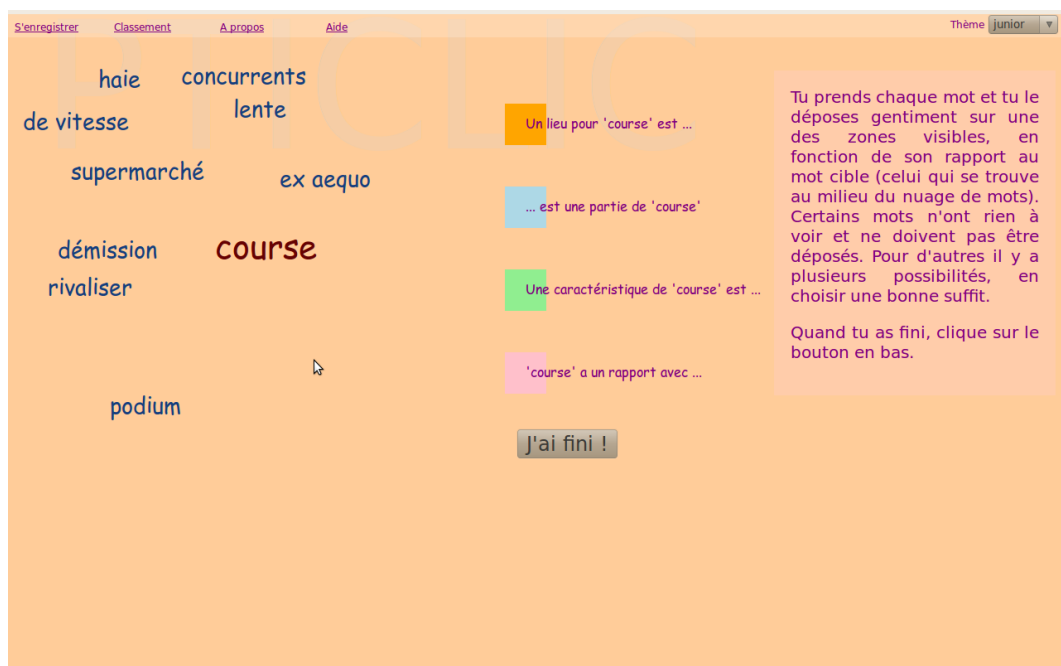 S'enregistrer Classement A propos Aide Thème junior
PTICLIC
haie
concurrents
lente
de vitesse
supermarché
ex aequo
démission
course
rivaliser
podium
Un lieu pour 'course' est ...
... est une partie de 'course'
Une caractéristique de 'course' est ...
'course' a un rapport avec ...
J'ai fini !
Tu prends chaque mot et tu le
déposes gentiment sur une
des zones visibles, en
fonction de son rapport au
mot cible (celui qui se trouve
au milieu du nuage de mots).
Certains mots n'ont rien à
voir et ne doivent pas être
déposés. Pour d'autres il y a
plusieurs possibilités, en
choisir une bonne suffit.
Quand tu as fini, clique sur le
bouton en bas.